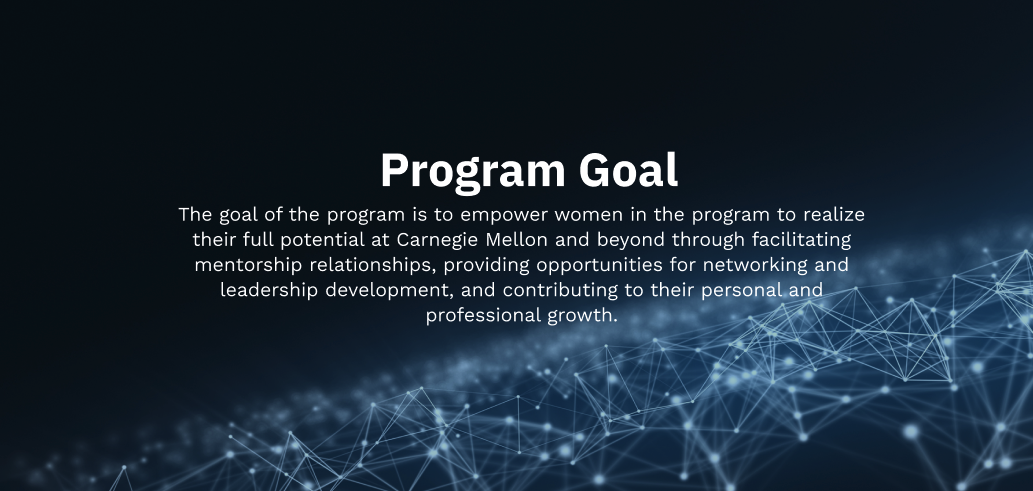 Program Goal
The goal of the program is to empower women in the program to realize
their full potential at Carnegie Mellon and beyond through facilitating
mentorship relationships, providing opportunities for networking and
leadership development, and contributing to their personal and
professional growth.